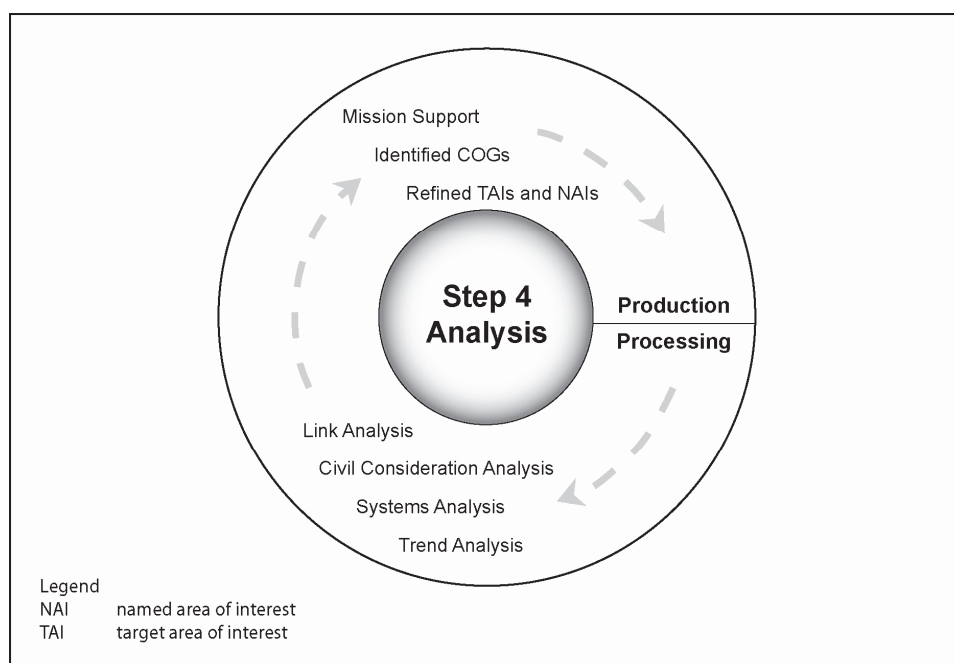 Mission Support
Identified COGs
Refined TAIs and NAIs
Step 4
Analysis
Production
Processing
Link Analysis
Civil Consideration Analysis
Systems Analysis
Trend Analysis
Legend
NAI named area of interest
TAI target area of interest